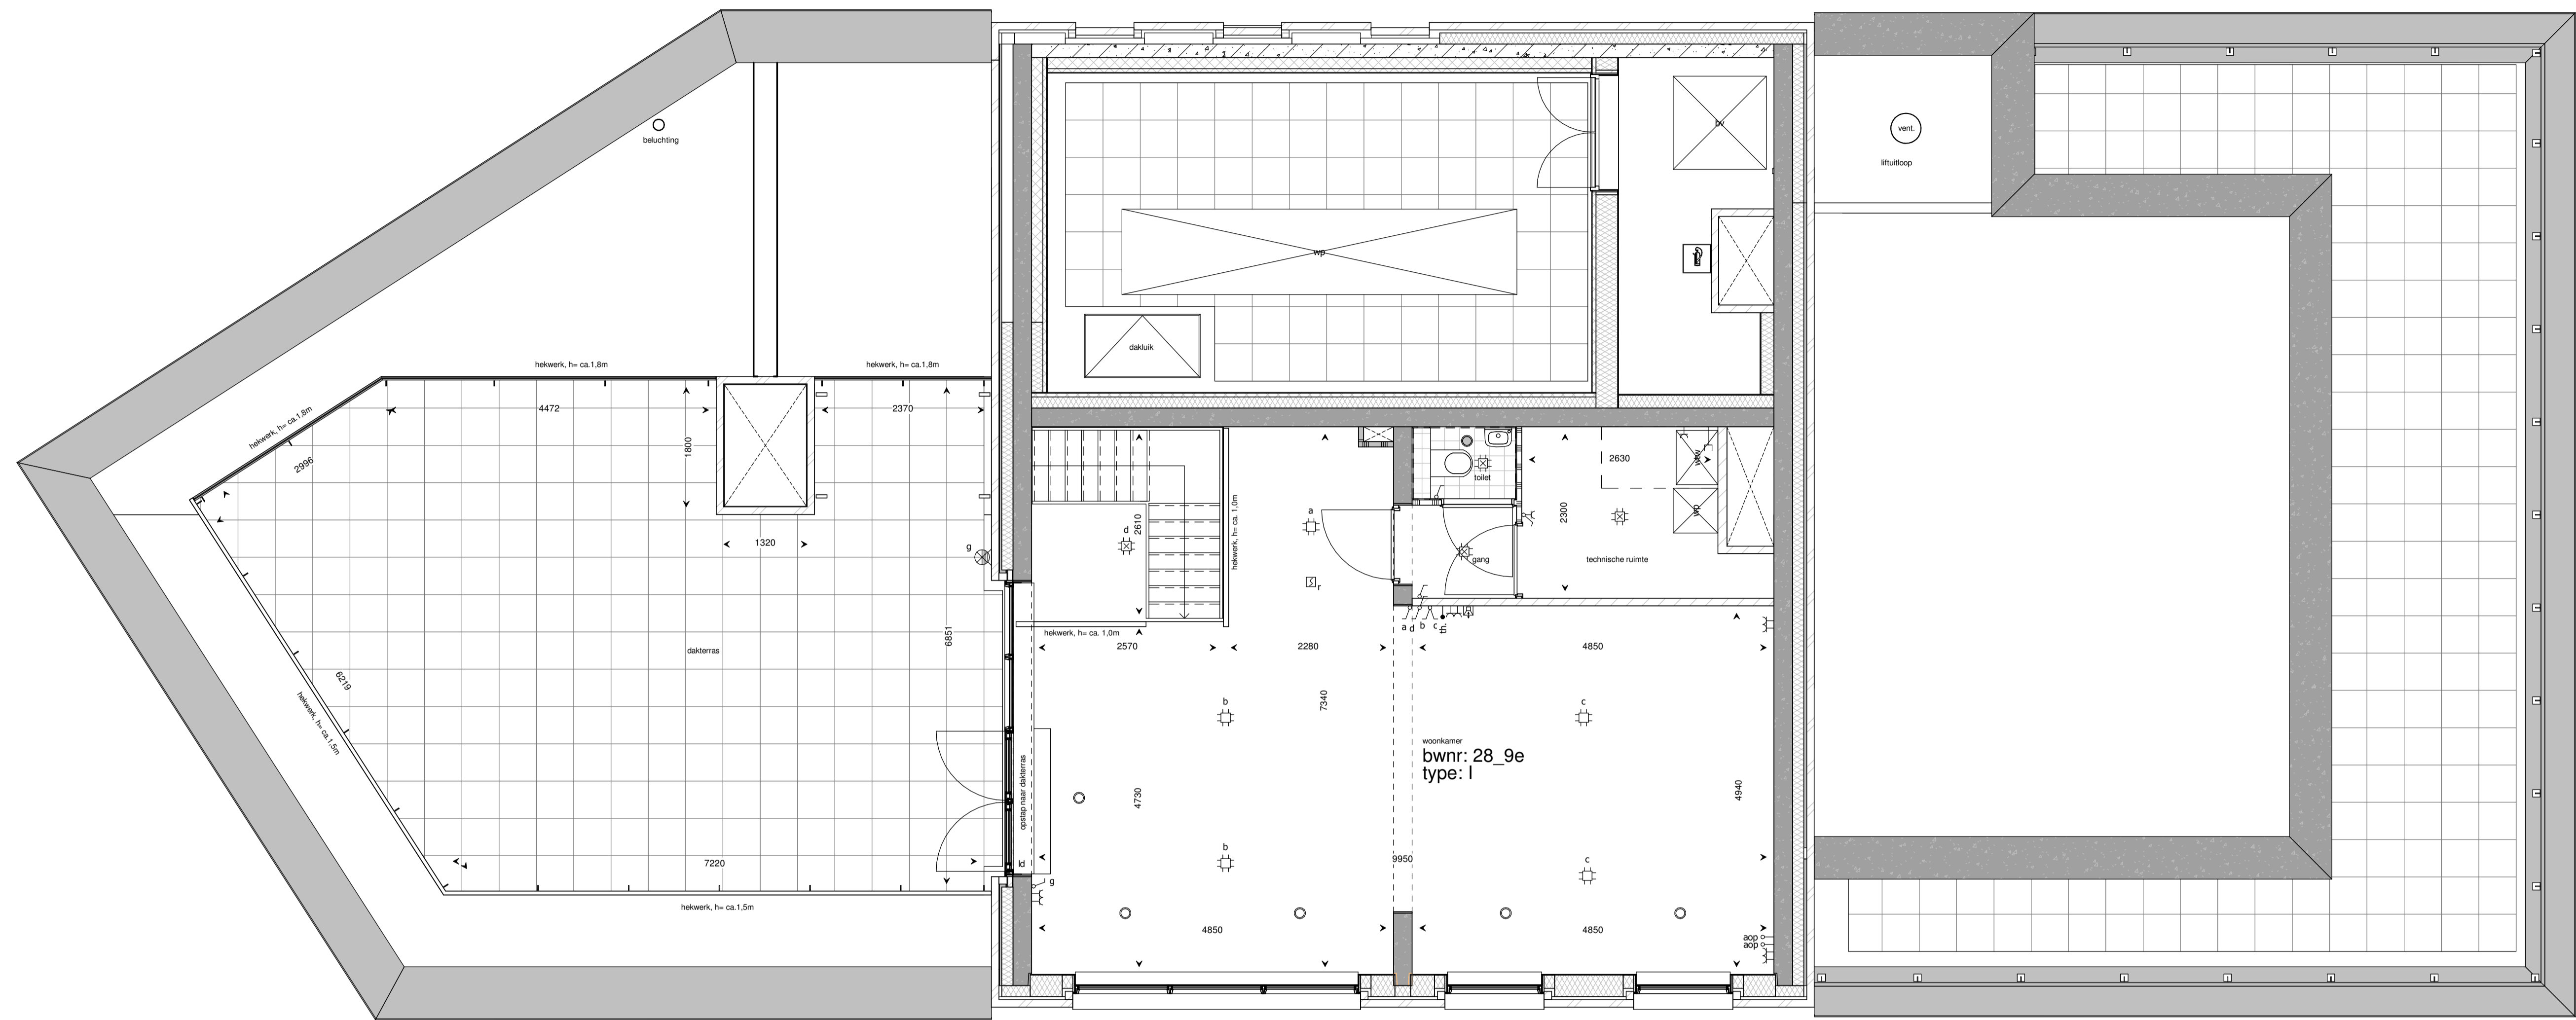 beluchting
bv
vent.
liftuitloop
wp
dakluik
hekwerk, h= ca.1,8m
hekwerk, h= ca.1,8m
hekwerk, h= ca.1,8m
4472
2370
2996
1800
1320
g
dakterras
6851
6219
hekwerk, h= ca.1,5m
7220
hekwerk, h= ca.1,5m
d
2610
hekwerk, h= ca. 1,0m
hekwerk, h= ca. 1,0m
a
r
toilet
gang
2630
2300
wp
technische ruimte
a
d
b
c
th.
2570
2280
4850
7340
b
c
woonkamer
bwnr: 28_9e
type: I
opstap naar dakterras
4730
4940
b
c
9950
ld
g
4850
4850
aop
aop